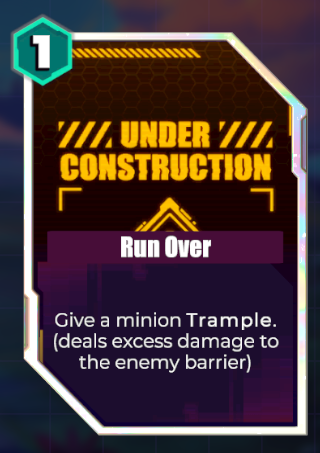 1
UNDER
CONSTRUCTION
Run Over
Give a minion Trample.
(deals excess damage to
the enemy barrier)